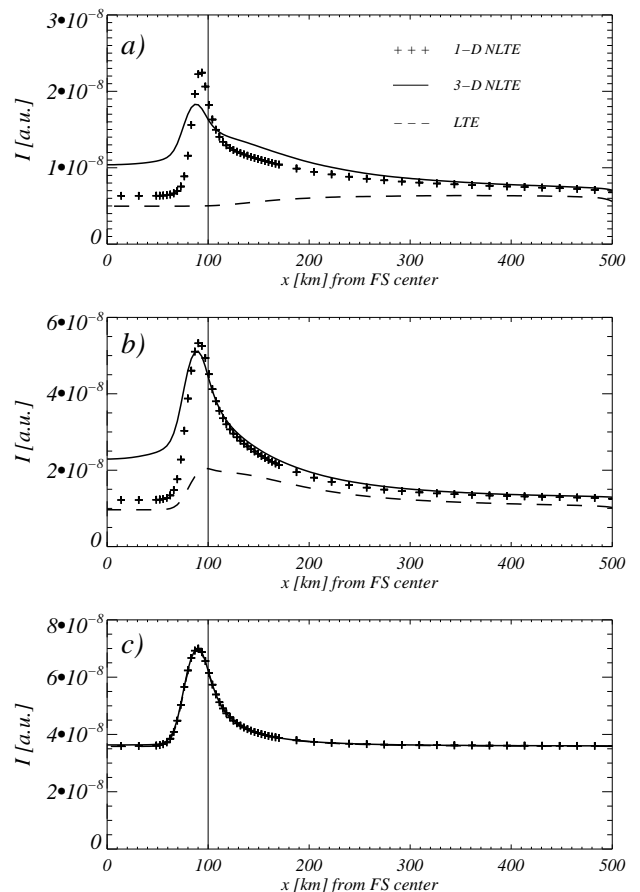 3•10⁻⁸
a)
+++ 1-D NLTE
2•10⁻⁸
3-D NLTE
I [a.u.]
LTE
1•10⁻⁸
0
0 100 200 300 400 500
x [km] from FS center
6•10⁻⁸
b)
4•10⁻⁸
I [a.u.]
2•10⁻⁸
0
0 100 200 300 400 500
x [km] from FS center
8•10⁻⁸
c)
6•10⁻⁸
I [a.u.]
4•10⁻⁸
2•10⁻⁸
0
0 100 200 300 400 500
x [km] from FS center